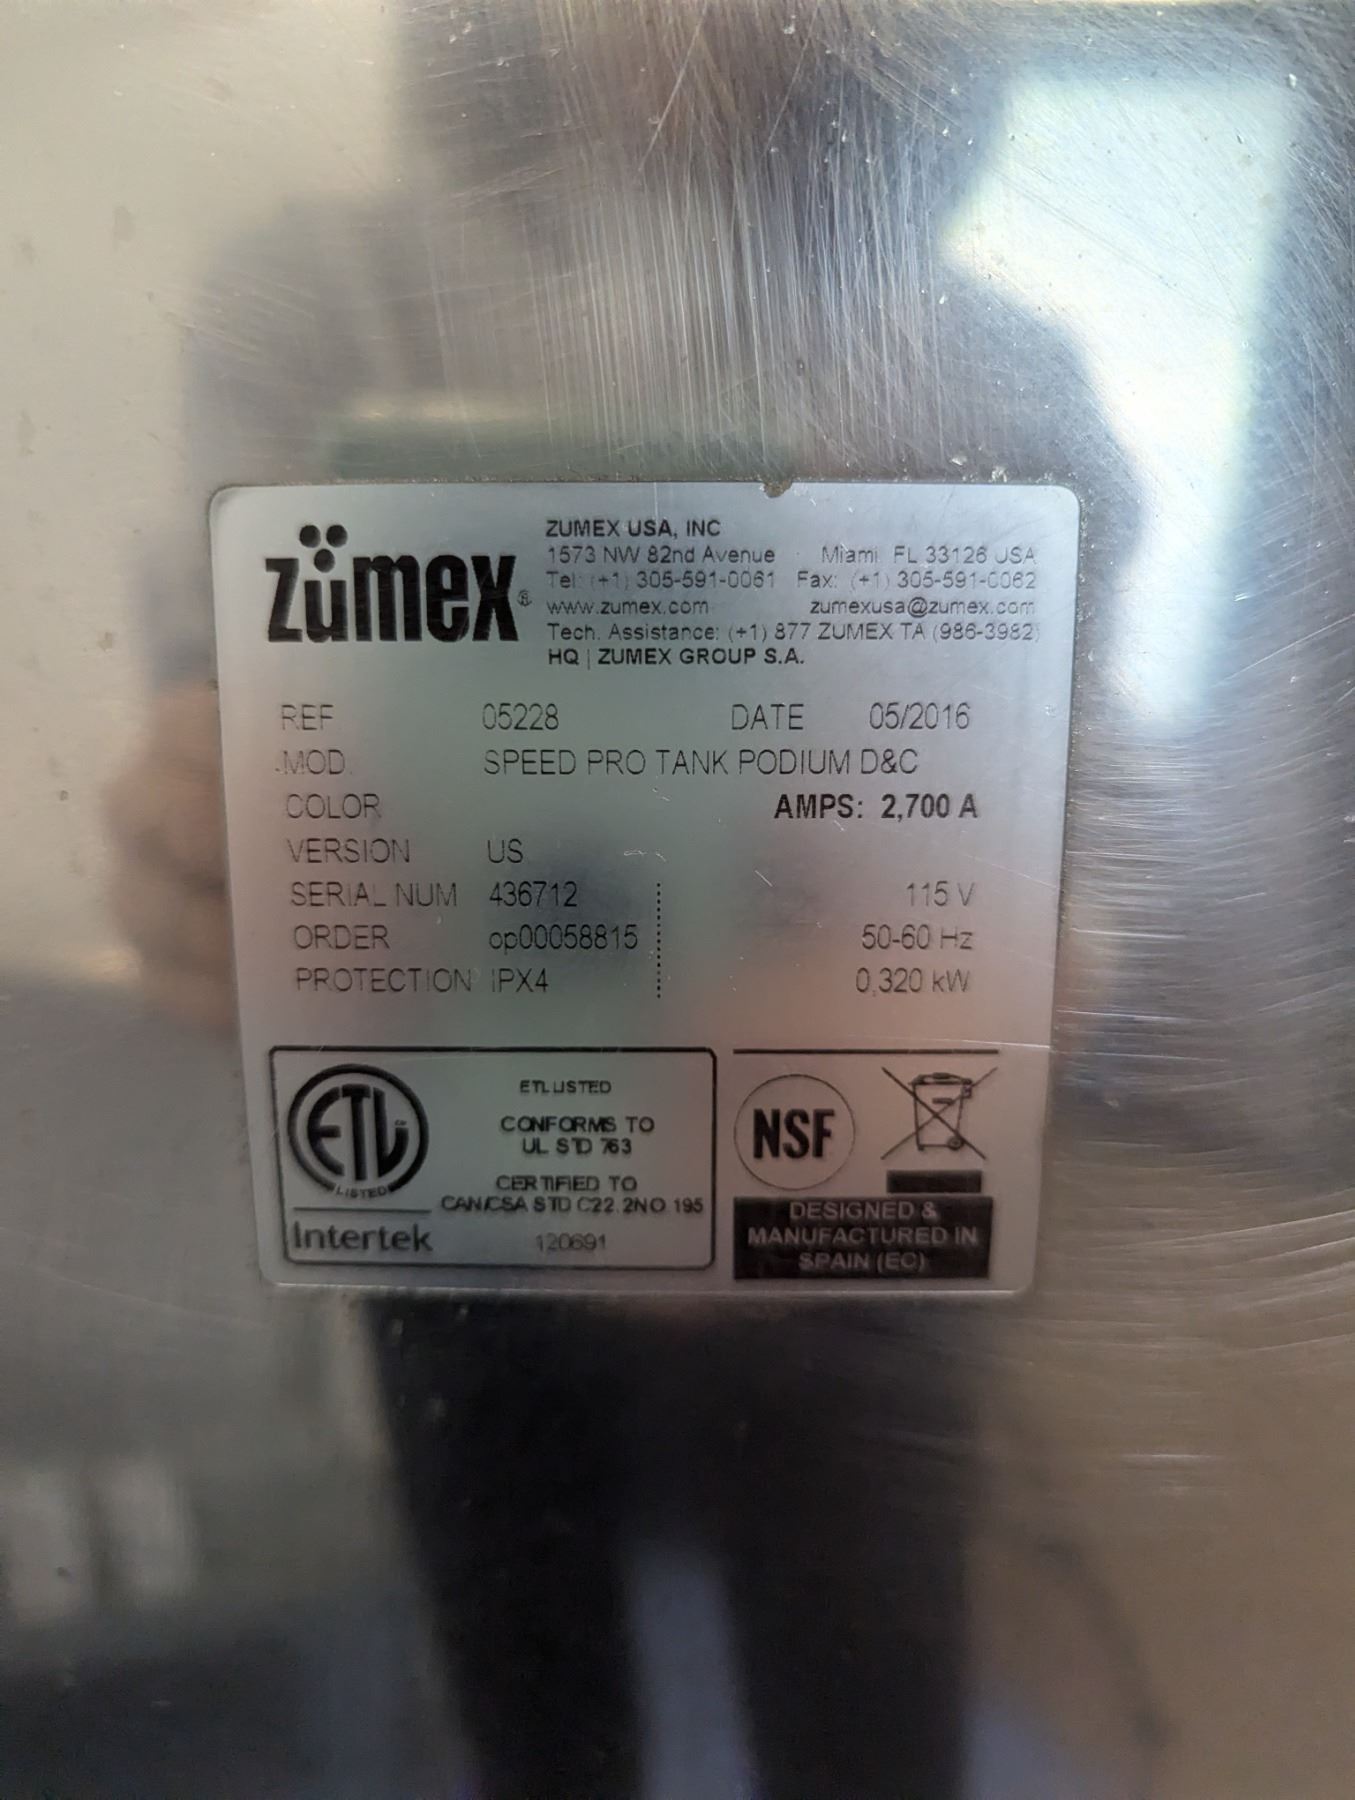 zümex®
ZUMEX USA, INC
1573 NW 82nd Avenue · Miami FL 33126 USA
Tel: (+1) 305-591-0061 Fax: (+1) 305-591-0062
www.zumex.com zumexusa@zumex.com
Tech. Assistance: (+1) 877 ZUMEX TA (986-3982)
HQ | ZUMEX GROUP S.A.
REF. 05228 DATE 05/2016
MOD. SPEED PRO TANK PODIUM D&C
COLOR AMPS: 2,700 A
VERSION US
SERIAL NUM 436712 115 V
ORDER op00058815 50-60 Hz
PROTECTION IPX4 0,320 kW
ETL
LISTED
Intertek
ETL LISTED
CONFORMS TO
UL STD 763
CERTIFIED TO
CAN/CSA STD C22.2NO.195
120691
NSF
DESIGNED &
MANUFACTURED IN
SPAIN (EC)